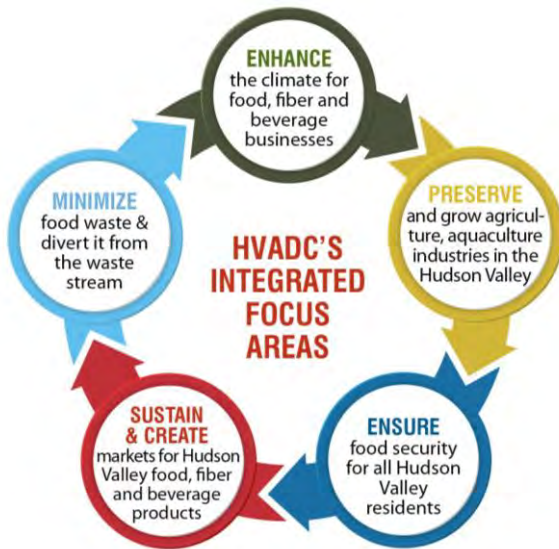 ENHANCE
the climate for
food, fiber and
beverage
businesses
PRESERVE
and grow agricul-
ture, aquaculture
industries in the
Hudson Valley
ENSURE
food security
for all Hudson
Valley
residents
SUSTAIN
& CREATE
markets for Hudson
Valley food, fiber
and beverage
products
MINIMIZE
food waste &
divert it from
the waste
stream
HVADC'S
INTEGRATED
FOCUS
AREAS